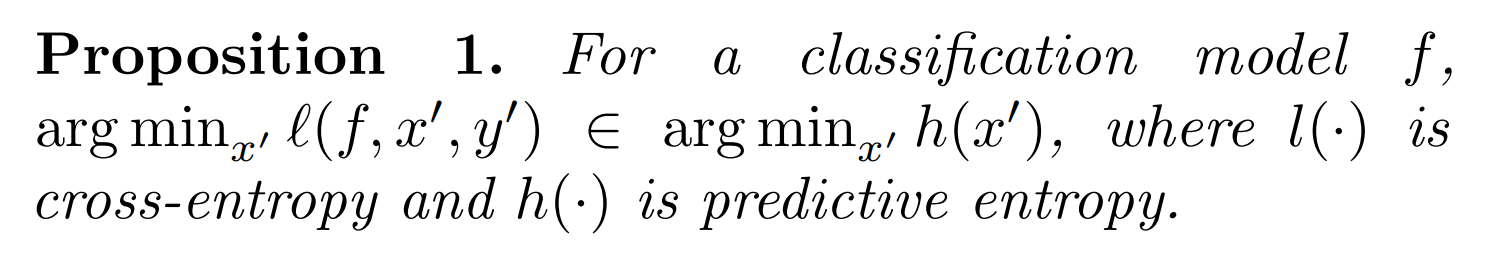 Proposition 1. For a classification model f,
arg min_{x′} ℓ(f, x′, y′) ∈ arg min_{x′} h(x′), where l(·) is
cross-entropy and h(·) is predictive entropy.